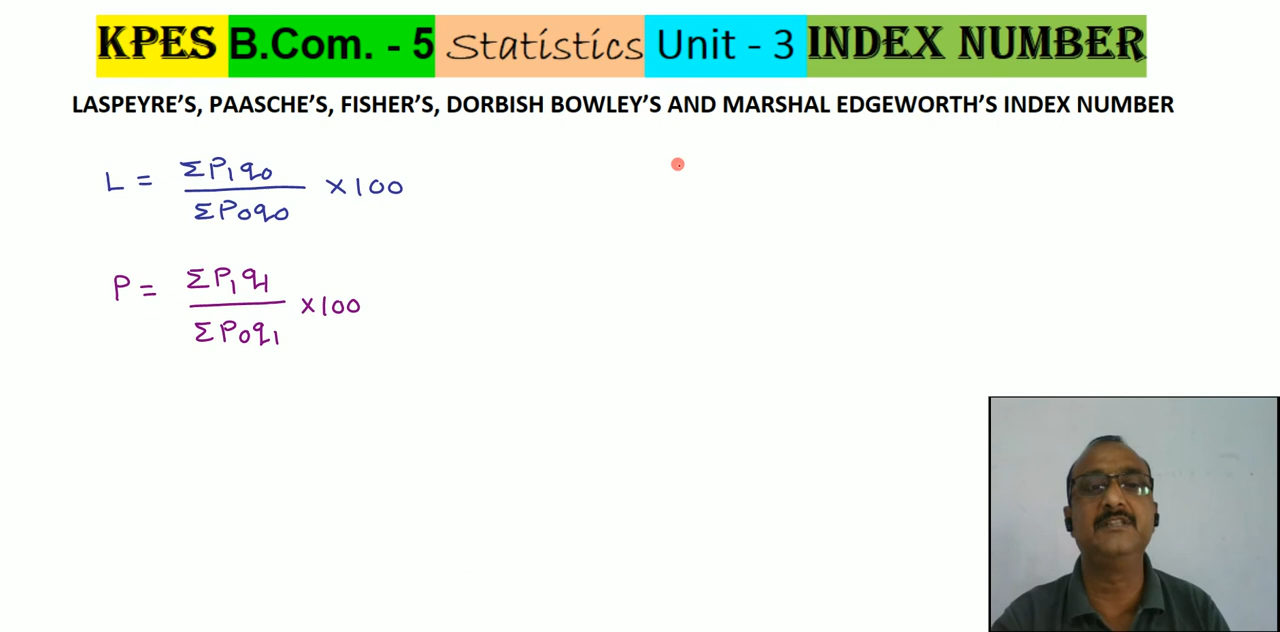 KPES B.Com. - 5 Statistics Unit - 3 INDEX NUMBER
LASPEYRE'S, PAASCHE'S, FISHER'S, DORBISH BOWLEY'S AND MARSHAL EDGEWORTH'S INDEX NUMBER
L = ΣP₁q₀ / ΣP₀q₀ × 100
P = ΣP₁q₁ / ΣP₀q₁ × 100